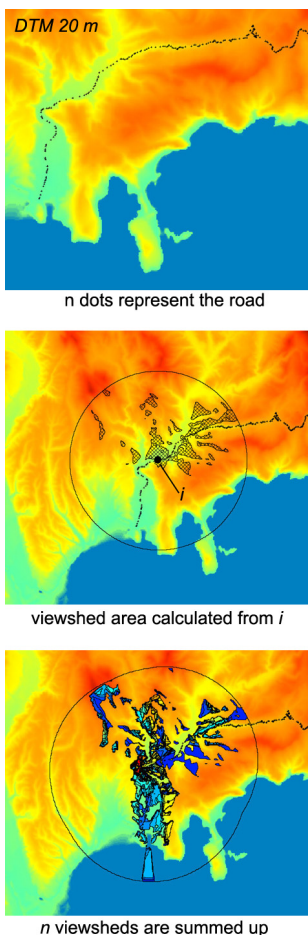 DTM 20 m
n dots represent the road
i
viewshed area calculated from i
n viewsheds are summed up